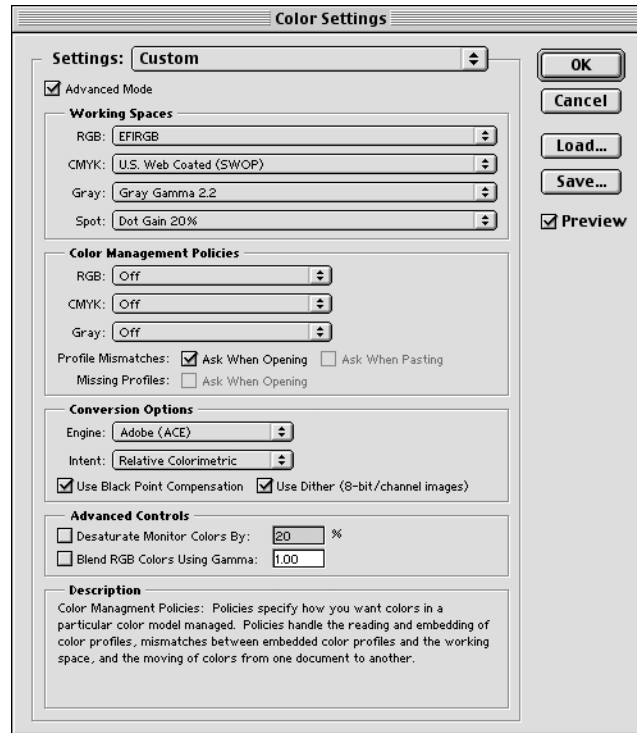 Color Settings
Settings: Custom
Advanced Mode
Working Spaces
RGB: EFIRGB
CMYK: U.S. Web Coated (SWOP)
Gray: Gray Gamma 2.2
Spot: Dot Gain 20%
Color Management Policies
RGB: Off
CMYK: Off
Gray: Off
Profile Mismatches: Ask When Opening Ask When Pasting
Missing Profiles: Ask When Opening
Conversion Options
Engine: Adobe (ACE)
Intent: Relative Colorimetric
Use Black Point Compensation Use Dither (8-bit/channel images)
Advanced Controls
Desaturate Monitor Colors By: 20 %
Blend RGB Colors Using Gamma: 1.00
Description
Color Managment Policies: Policies specify how you want colors in a
particular color model managed. Policies handle the reading and embedding of
color profiles, mismatches between embedded color profiles and the working
space, and the moving of colors from one document to another.
OK
Cancel
Load...
Save...
Preview